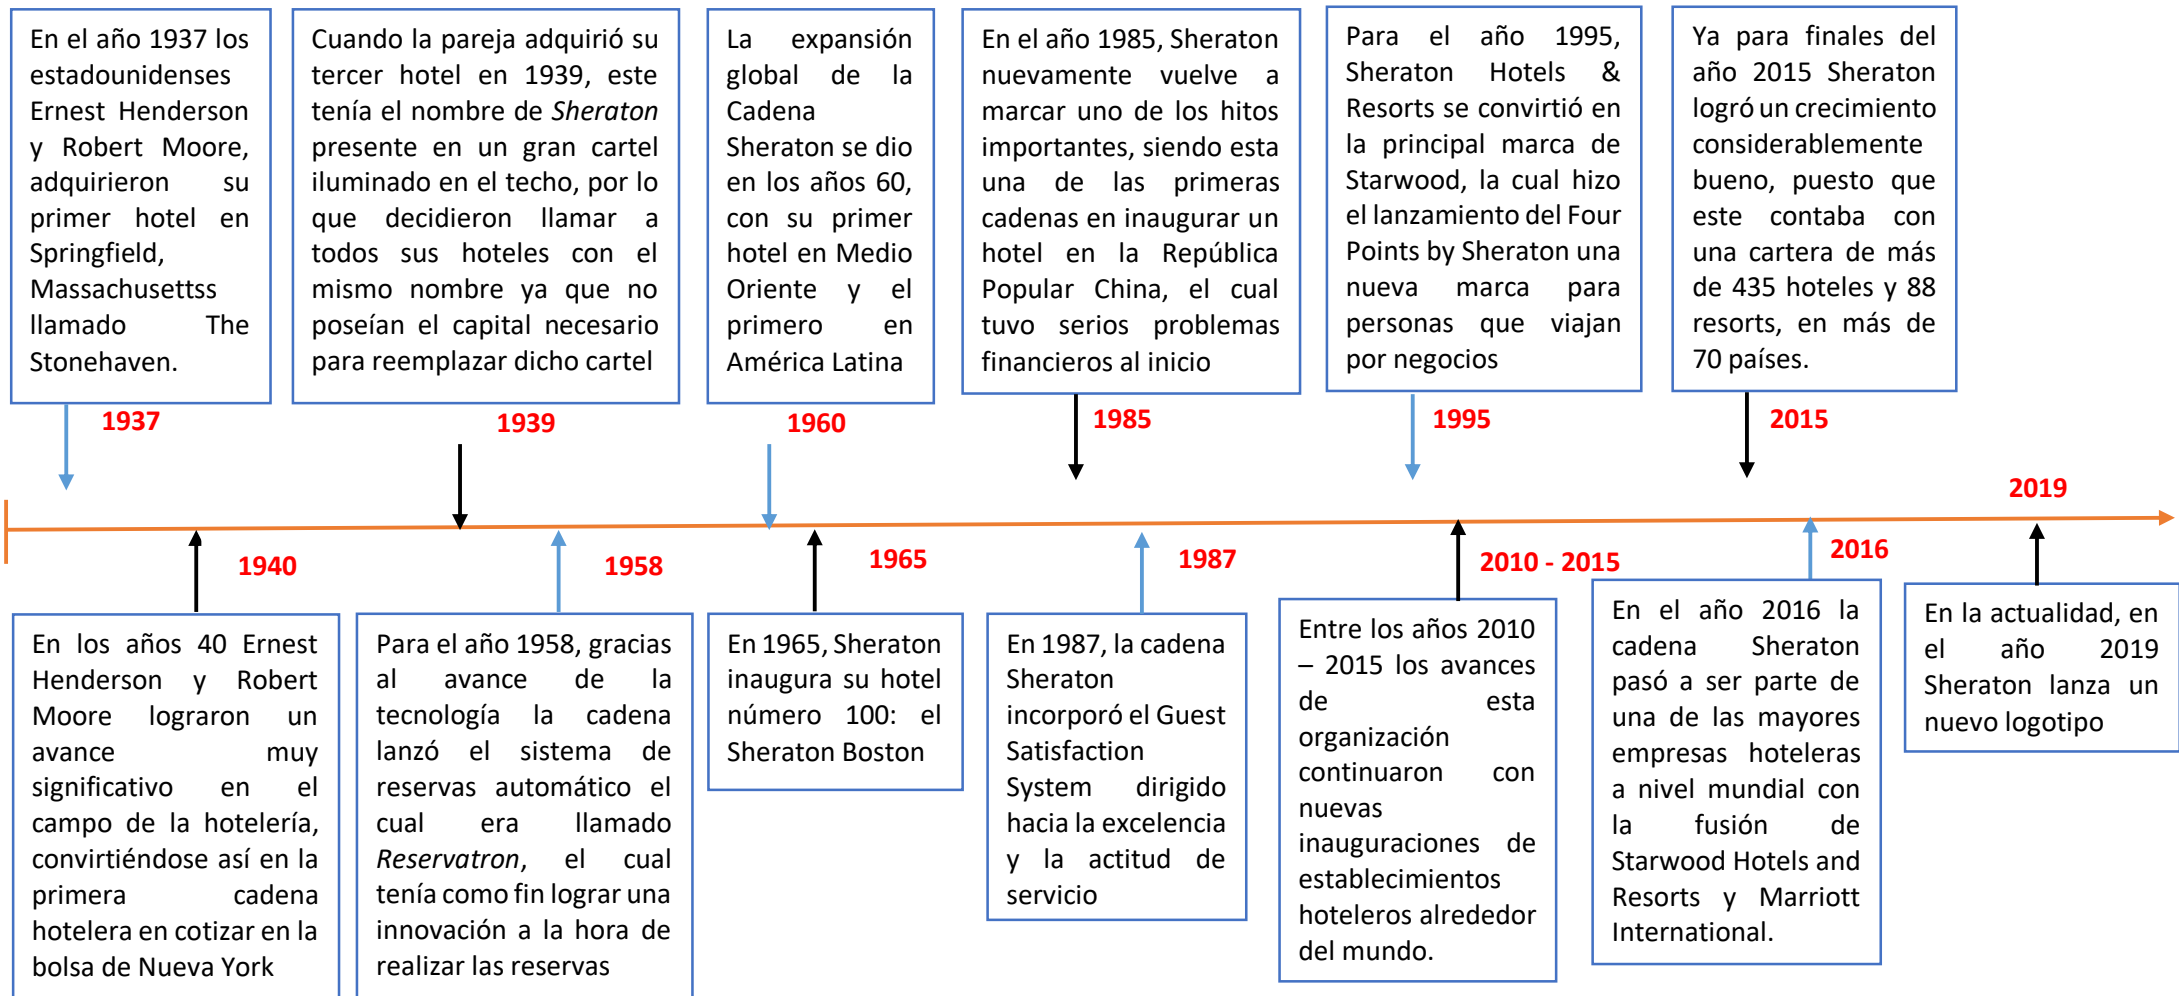 En el año 1937 los
estadounidenses
Ernest Henderson
y Robert Moore,
adquirieron su
primer hotel en
Springfield,
Massachusettss
llamado The
Stonehaven.
1937
Cuando la pareja adquirió su
tercer hotel en 1939, este
tenía el nombre de Sheraton
presente en un gran cartel
iluminado en el techo, por lo
que decidieron llamar a
todos sus hoteles con el
mismo nombre ya que no
poseían el capital necesario
para reemplazar dicho cartel
1939
La expansión
global de la
Cadena
Sheraton se dio
en los años 60,
con su primer
hotel en Medio
Oriente y el
primero en
América Latina
1960
En el año 1985, Sheraton
nuevamente vuelve a
marcar uno de los hitos
importantes, siendo esta
una de las primeras
cadenas en inaugurar un
hotel en la República
Popular China, el cual
tuvo serios problemas
financieros al inicio
1985
Para el año 1995,
Sheraton Hotels &
Resorts se convirtió en
la principal marca de
Starwood, la cual hizo
el lanzamiento del Four
Points by Sheraton una
nueva marca para
personas que viajan
por negocios
1995
Ya para finales del
año 2015 Sheraton
logró un crecimiento
considerablemente
bueno, puesto que
este contaba con
una cartera de más
de 435 hoteles y 88
resorts, en más de
70 países.
2015
2019
1940
En los años 40 Ernest
Henderson y Robert
Moore lograron un
avance muy
significativo en el
campo de la hotelería,
convirtiéndose así en la
primera cadena
hotelera en cotizar en la
bolsa de Nueva York
1958
Para el año 1958, gracias
al avance de la
tecnología la cadena
lanzó el sistema de
reservas automático el
cual era llamado
Reservatron, el cual
tenía como fin lograr una
innovación a la hora de
realizar las reservas
1965
En 1965, Sheraton
inaugura su hotel
número 100: el
Sheraton Boston
1987
En 1987, la cadena
Sheraton
incorporó el Guest
Satisfaction
System dirigido
hacia la excelencia
y la actitud de
servicio
2010 - 2015
Entre los años 2010
– 2015 los avances
de esta
organización
continuaron con
nuevas
inauguraciones de
establecimientos
hoteleros alrededor
del mundo.
2016
En el año 2016 la
cadena Sheraton
pasó a ser parte de
una de las mayores
empresas hoteleras
a nivel mundial con
la fusión de
Starwood Hotels and
Resorts y Marriott
International.
En la actualidad, en
el año 2019
Sheraton lanza un
nuevo logotipo